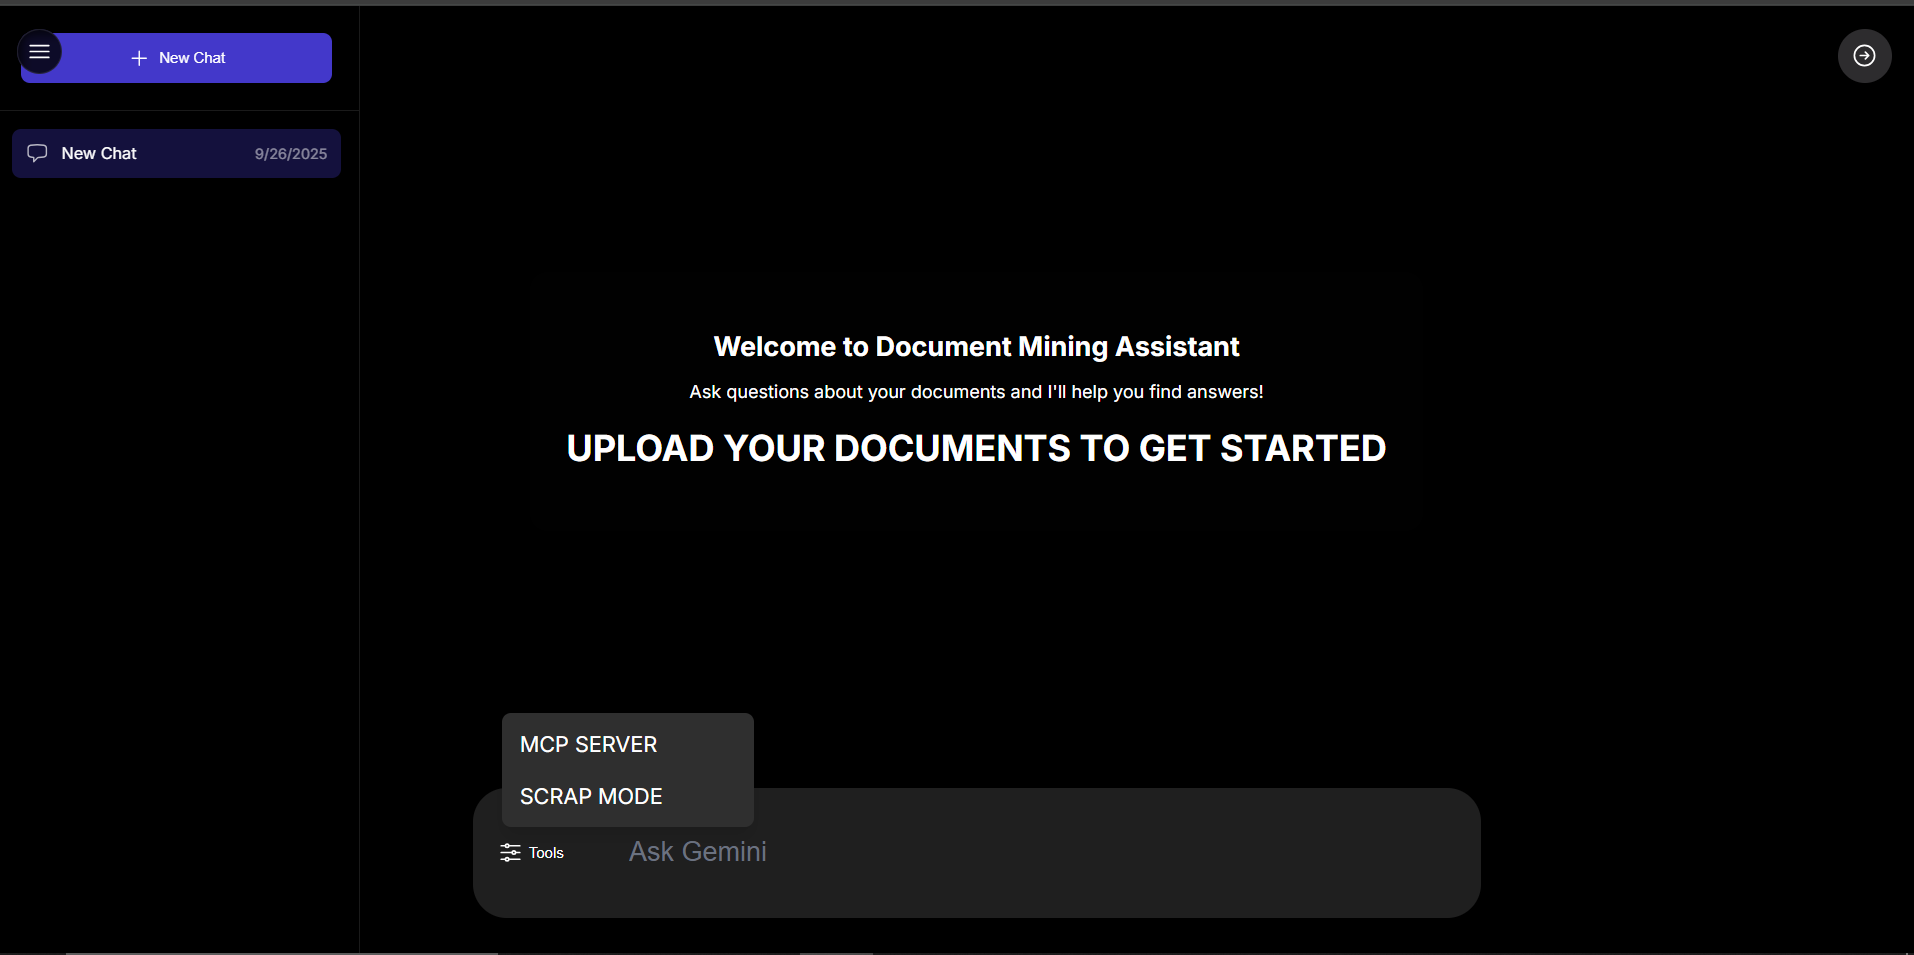 New Chat
New Chat 9/26/2025
Welcome to Document Mining Assistant
Ask questions about your documents and I'll help you find answers!
UPLOAD YOUR DOCUMENTS TO GET STARTED
MCP SERVER
SCRAP MODE
Tools Ask Gemini